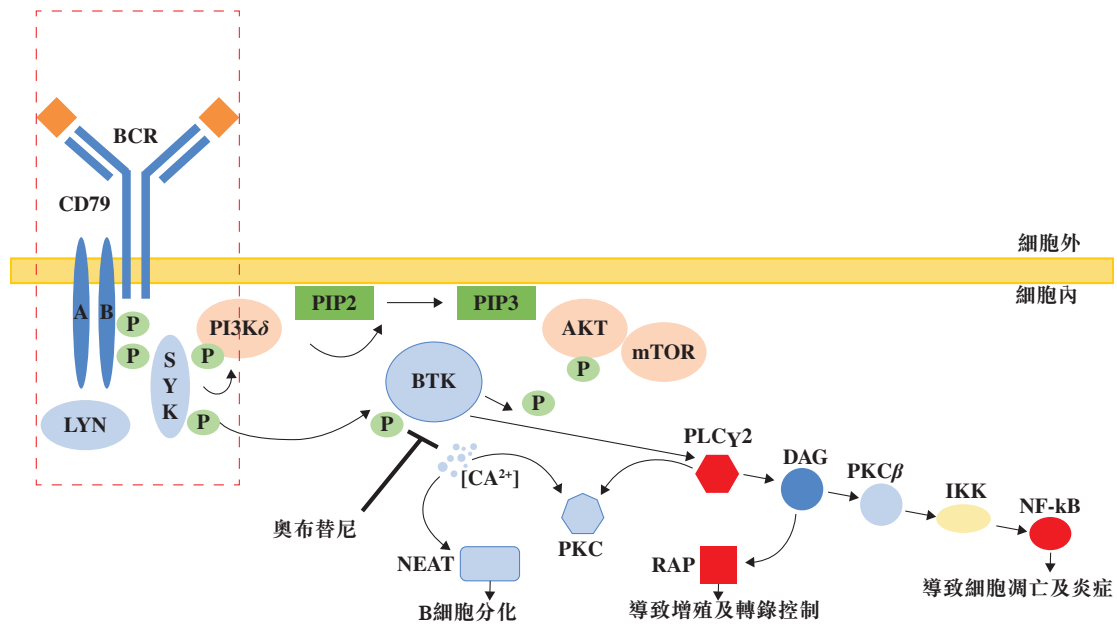 BCR
CD79
細胞外
細胞內
A
B
P
P
S
Y
K
P
P
LYN
PI3Kδ
PIP2
PIP3
AKT
mTOR
P
BTK
P
P
[CA²⁺]
奧布替尼
NEAT
B細胞分化
PKC
PLCγ2
DAG
PKCβ
IKK
NF-kB
RAP
導致增殖及轉錄控制
導致細胞凋亡及炎症